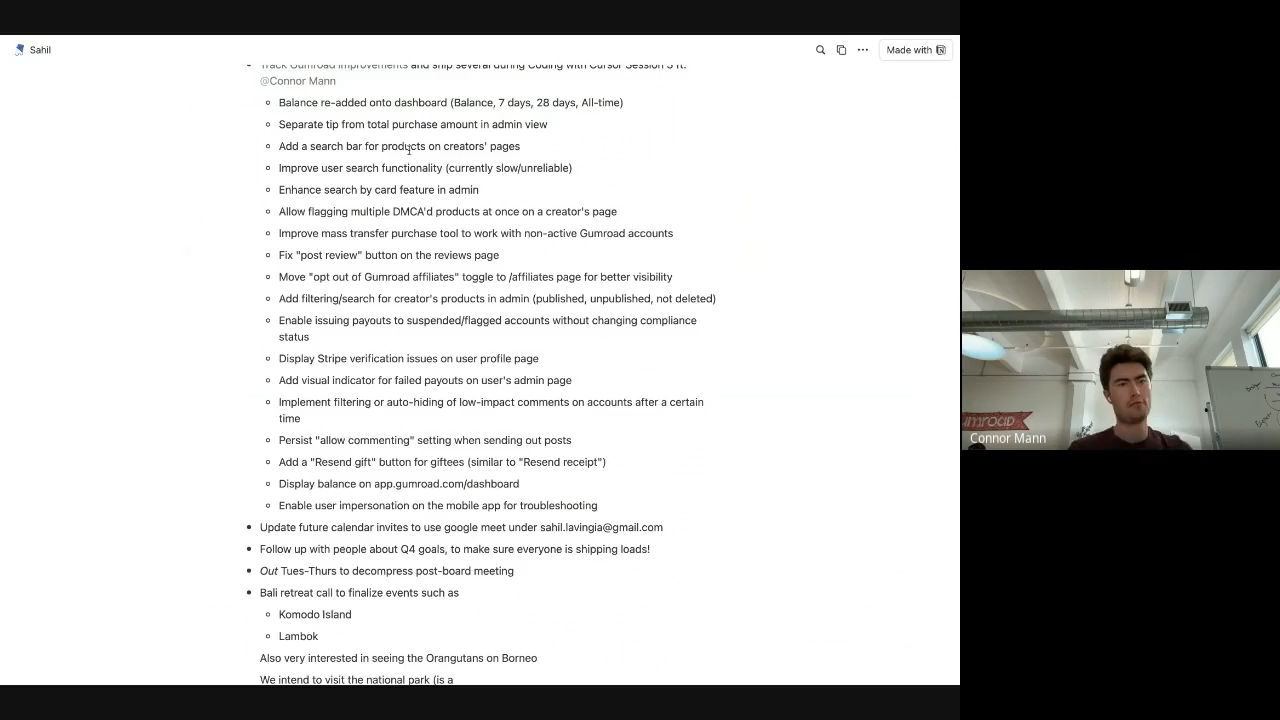 Sahil
Made with
Track Gumroad improvements and ship several during Coding with Cursor Session 3 ft.
@Connor Mann
Balance re-added onto dashboard (Balance, 7 days, 28 days, All-time)
Separate tip from total purchase amount in admin view
Add a search bar for products on creators' pages
Improve user search functionality (currently slow/unreliable)
Enhance search by card feature in admin
Allow flagging multiple DMCA'd products at once on a creator's page
Improve mass transfer purchase tool to work with non-active Gumroad accounts
Fix "post review" button on the reviews page
Move "opt out of Gumroad affiliates" toggle to /affiliates page for better visibility
Add filtering/search for creator's products in admin (published, unpublished, not deleted)
Enable issuing payouts to suspended/flagged accounts without changing compliance
status
Display Stripe verification issues on user profile page
Add visual indicator for failed payouts on user's admin page
Implement filtering or auto-hiding of low-impact comments on accounts after a certain
time
Persist "allow commenting" setting when sending out posts
Add a "Resend gift" button for giftees (similar to "Resend receipt")
Display balance on app.gumroad.com/dashboard
Enable user impersonation on the mobile app for troubleshooting
Update future calendar invites to use google meet under sahil.lavingia@gmail.com
Follow up with people about Q4 goals, to make sure everyone is shipping loads!
Out Tues-Thurs to decompress post-board meeting
Bali retreat call to finalize events such as
Komodo Island
Lambok
Also very interested in seeing the Orangutans on Borneo
We intend to visit the national park (is a
umroad
Connor Mann